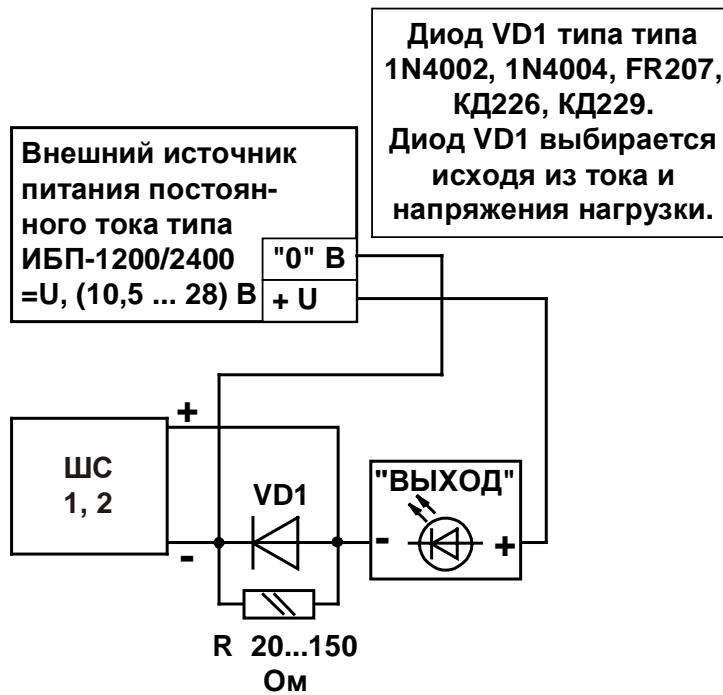 Диод VD1 типа типа
1N4002, 1N4004, FR207,
КД226, КД229.
Диод VD1 выбирается
исходя из тока и
напряжения нагрузки.
Внешний источник
питания постоян-
ного тока типа
ИБП-1200/2400
=U, (10,5 ... 28) В
"0" В
+ U
ШС
1, 2
+
-
VD1
"ВЫХОД"
-
+
R 20...150
Ом